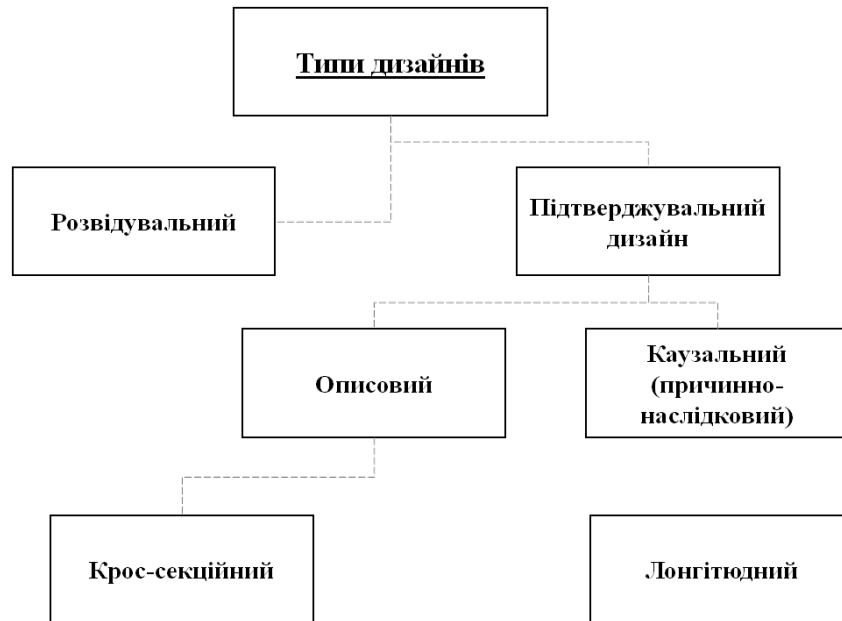 Типи дизайнів
Розвідувальний
Підтверджувальний
дизайн
Описовий
Каузальний
(причинно-
наслідковий)
Крос-секційний
Лонгітюдний